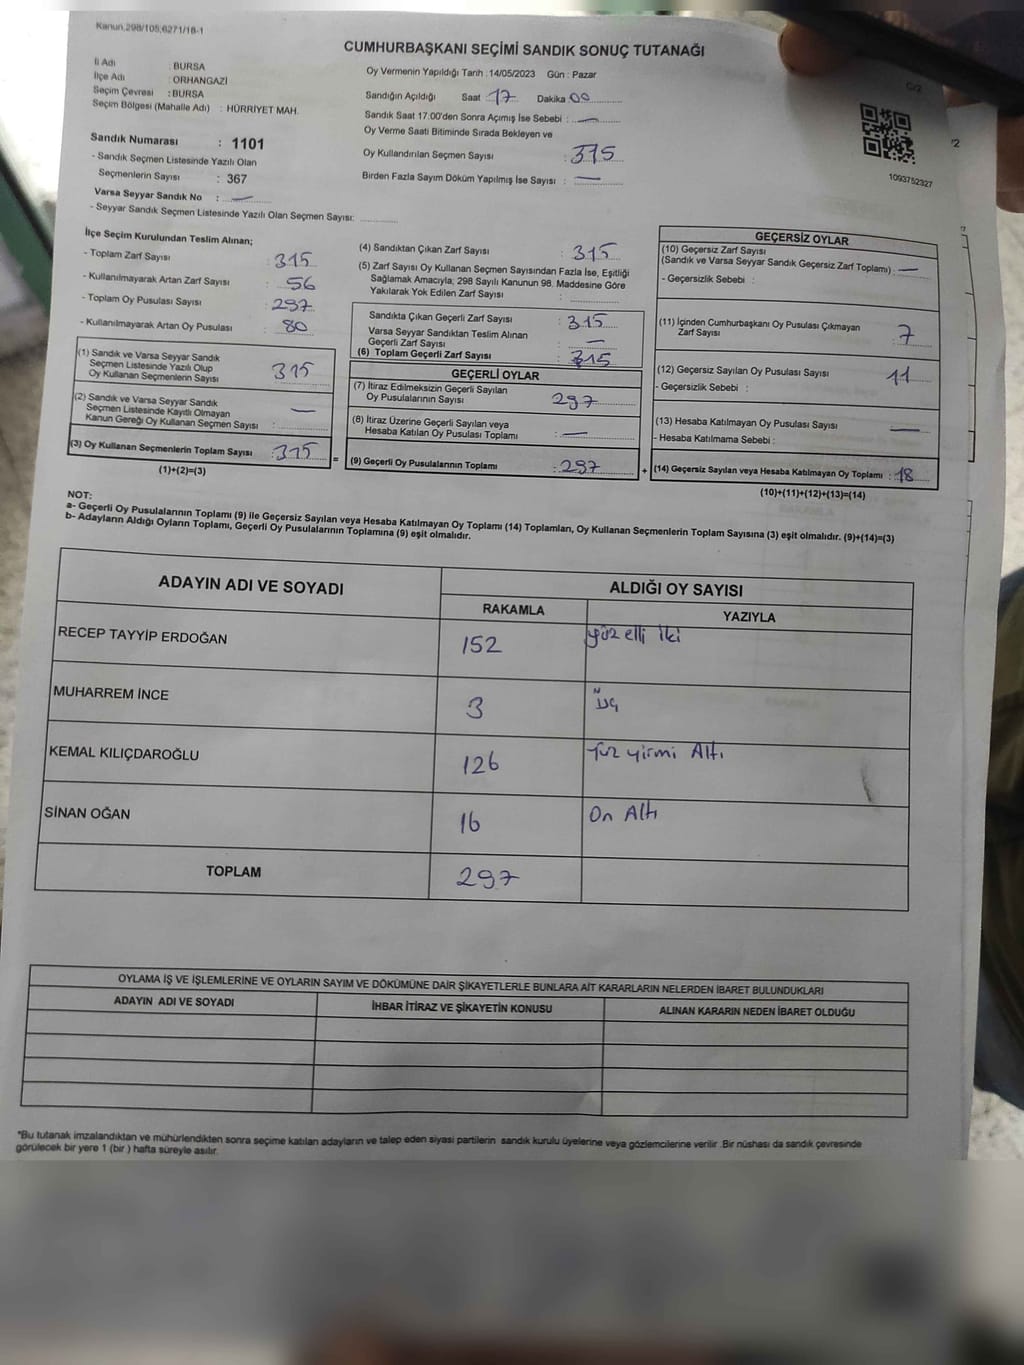 Kanun,298/105,6271/16-1
CUMHURBAŞKANI SEÇİMİ SANDIK SONUÇ TUTANAĞI
C/2
İl Adı : BURSA
İlçe Adı : ORHANGAZİ
Seçim Çevresi : BURSA
Seçim Bölgesi (Mahalle Adı) : HÜRRİYET MAH.
Sandık Numarası : 1101
- Sandık Seçmen Listesinde Yazılı Olan
Seçmenlerin Sayısı : 367
Varsa Seyyar Sandık No : —
- Seyyar Sandık Seçmen Listesinde Yazılı Olan Seçmen Sayısı: ............
Oy Vermenin Yapıldığı Tarih : 14/05/2023 Gün : Pazar
Sandığın Açıldığı Saat 17 Dakika 00
Sandık Saat 17:00'den Sonra Açımış İse Sebebi : —
Oy Verme Saati Bitiminde Sırada Bekleyen ve
Oy Kullandırılan Seçmen Sayısı : 315
Birden Fazla Sayım Döküm Yapılmış İse Sayısı : —
1093752327
/2
İlçe Seçim Kurulundan Teslim Alınan;
- Toplam Zarf Sayısı : 315
- Kullanılmayarak Artan Zarf Sayısı : 56
- Toplam Oy Pusulası Sayısı : 297
- Kullanılmayarak Artan Oy Pusulası : 80
(1) Sandık ve Varsa Seyyar Sandık
Seçmen Listesinde Yazılı Olup
Oy Kullanan Seçmenlerin Sayısı 315
(2) Sandık ve Varsa Seyyar Sandık
Seçmen Listesinde Kayıtlı Olmayan
Kanun Gereği Oy Kullanan Seçmen Sayısı : —
(3) Oy Kullanan Seçmenlerin Toplam Sayısı : 315
(1)+(2)=(3)
(4) Sandıktan Çıkan Zarf Sayısı : 315
(5) Zarf Sayısı Oy Kullanan Seçmen Sayısından Fazla İse, Eşitliği
Sağlamak Amacıyla, 298 Sayılı Kanunun 98. Maddesine Göre
Yakılarak Yok Edilen Zarf Sayısı :
Sandıkta Çıkan Geçerli Zarf Sayısı : 315
Varsa Seyyar Sandıktan Teslim Alınan
Geçerli Zarf Sayısı : —
(6) Toplam Geçerli Zarf Sayısı : 315
GEÇERLİ OYLAR
(7) İtiraz Edilmeksizin Geçerli Sayılan
Oy Pusulalarının Sayısı 297
(8) İtiraz Üzerine Geçerli Sayılan veya
Hesaba Katılan Oy Pusulası Toplamı : —
= (9) Geçerli Oy Pusulalarının Toplamı : 297 +
GEÇERSİZ OYLAR
(10) Geçersiz Zarf Sayısı
(Sandık ve Varsa Seyyar Sandık Geçersiz Zarf Toplamı) —
- Geçersizlik Sebebi :
(11) İçinden Cumhurbaşkanı Oy Pusulası Çıkmayan
Zarf Sayısı 7
(12) Geçersiz Sayılan Oy Pusulası Sayısı 11
- Geçersizlik Sebebi :
(13) Hesaba Katılmayan Oy Pusulası Sayısı —
- Hesaba Katılmama Sebebi :
(14) Geçersiz Sayılan veya Hesaba Katılmayan Oy Toplamı : 18
(10)+(11)+(12)+(13)=(14)
NOT:
a- Geçerli Oy Pusulalarının Toplamı (9) ile Geçersiz Sayılan veya Hesaba Katılmayan Oy Toplamı (14) Toplamları, Oy Kullanan Seçmenlerin Toplam Sayısına (3) eşit olmalıdır. (9)+(14)=(3)
b- Adayların Aldığı Oyların Toplamı, Geçerli Oy Pusulalarının Toplamına (9) eşit olmalıdır.
ADAYIN ADI VE SOYADI ALDIĞI OY SAYISI
RAKAMLA YAZIYLA
RECEP TAYYİP ERDOĞAN 152 yüz elli iki
MUHARREM İNCE 3 üç
KEMAL KILIÇDAROĞLU 126 Yüz yirmi Altı
SİNAN OĞAN 16 On Altı
TOPLAM 297
OYLAMA İŞ VE İŞLEMLERİNE VE OYLARIN SAYIM VE DÖKÜMÜNE DAİR ŞİKAYETLERLE BUNLARA AİT KARARLARIN NELERDEN İBARET BULUNDUKLARI
ADAYIN ADI VE SOYADI İHBAR İTİRAZ VE ŞİKAYETİN KONUSU ALINAN KARARIN NEDEN İBARET OLDUĞU
*Bu tutanak imzalandıktan ve mühürlendikten sonra seçime katılan adayların ve talep eden siyasi partilerin sandık kurulu üyelerine veya gözlemcilerine verilir .Bir nüshası da sandık çevresinde
görülecek bir yere 1 (bir ) hafta süreyle asılır.